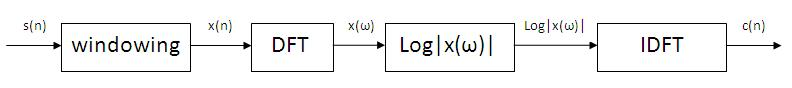 s(n) x(n) x(ω) Log|x(ω)| c(n)
windowing DFT Log|x(ω)| IDFT